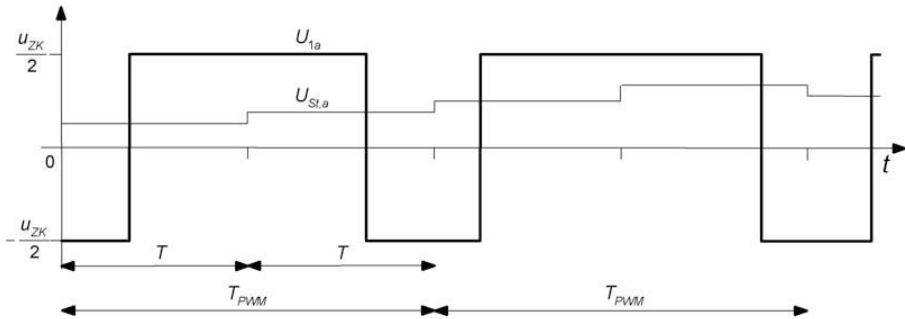 u_ZK
2
U_1a
U_St,a
0
t
- u_ZK
2
T T
T_PWM T_PWM